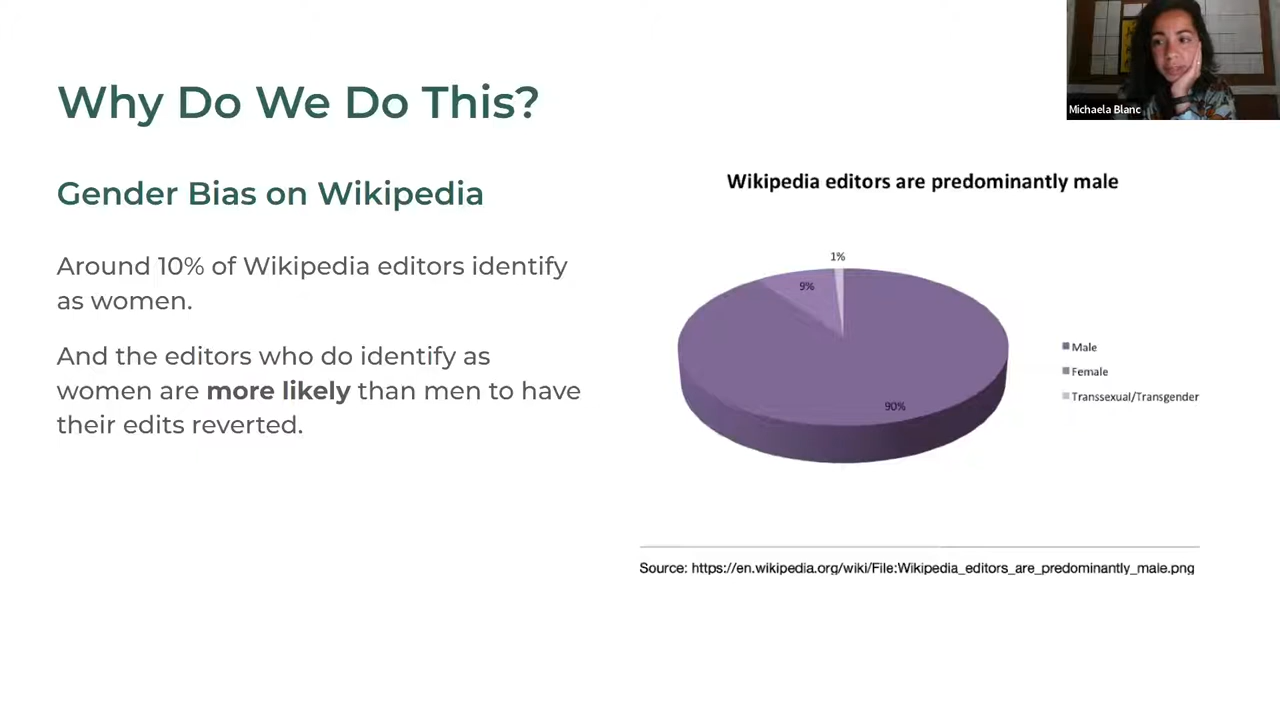 Why Do We Do This?
Michaela Blanc
Gender Bias on Wikipedia
Around 10% of Wikipedia editors identify
as women.
And the editors who do identify as
women are more likely than men to have
their edits reverted.
Wikipedia editors are predominantly male
1%
9%
90%
Male
Female
Transsexual/Transgender
Source: https://en.wikipedia.org/wiki/File:Wikipedia_editors_are_predominantly_male.png